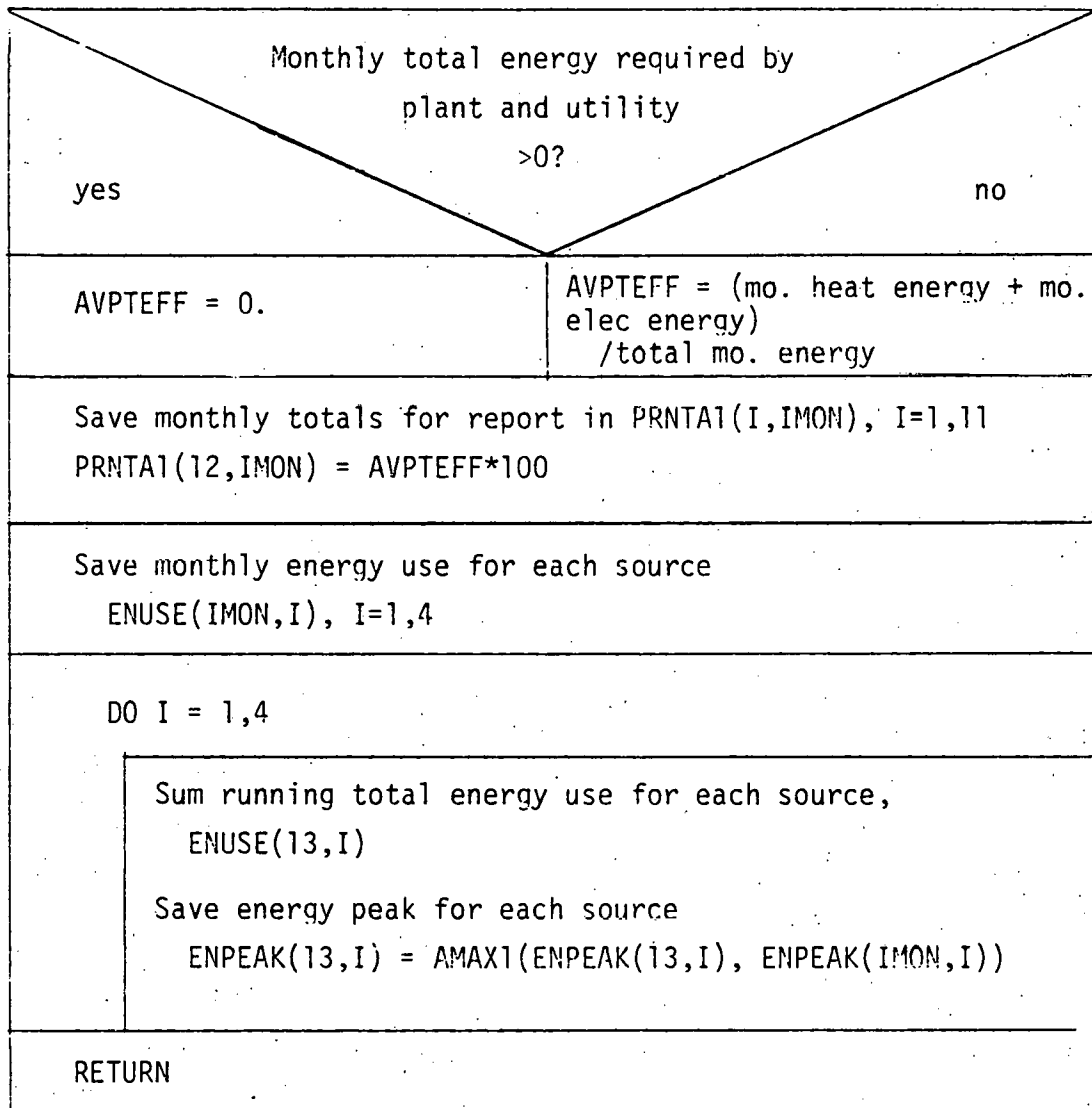 Monthly total energy required by
plant and utility
>0?
yes
no
AVPTEFF = 0.
AVPTEFF = (mo. heat energy + mo.
elec energy)
/total mo. energy
Save monthly totals for report in PRNTA1(I,IMON), I=1,11
PRNTA1(12,IMON) = AVPTEFF*100
Save monthly energy use for each source
ENUSE(IMON,I), I=1,4
DO I = 1,4
Sum running total energy use for each source,
ENUSE(13,I)
Save energy peak for each source
ENPEAK(13,I) = AMAX1(ENPEAK(13,I), ENPEAK(IMON,I))
RETURN